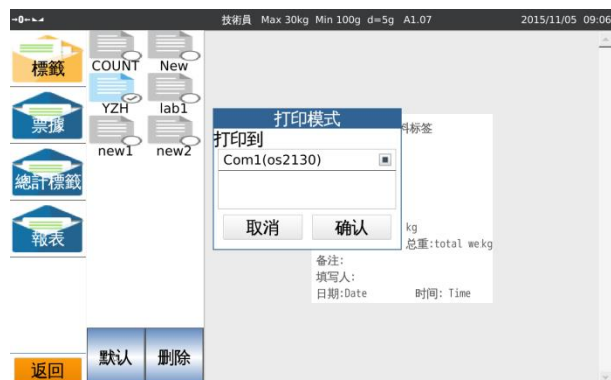 →0← 技術員 Max 30kg Min 100g d=5g A1.07 2015/11/05 09:06
標籤
票據
總計標籤
報表
返回
COUNT New
YZH lab1
new1 new2
默认 删除
打印模式
打印到
Com1(os2130)
取消 确认
料标签
kg
总重:total wekg
备注:
填写人:
日期:Date 时间: Time